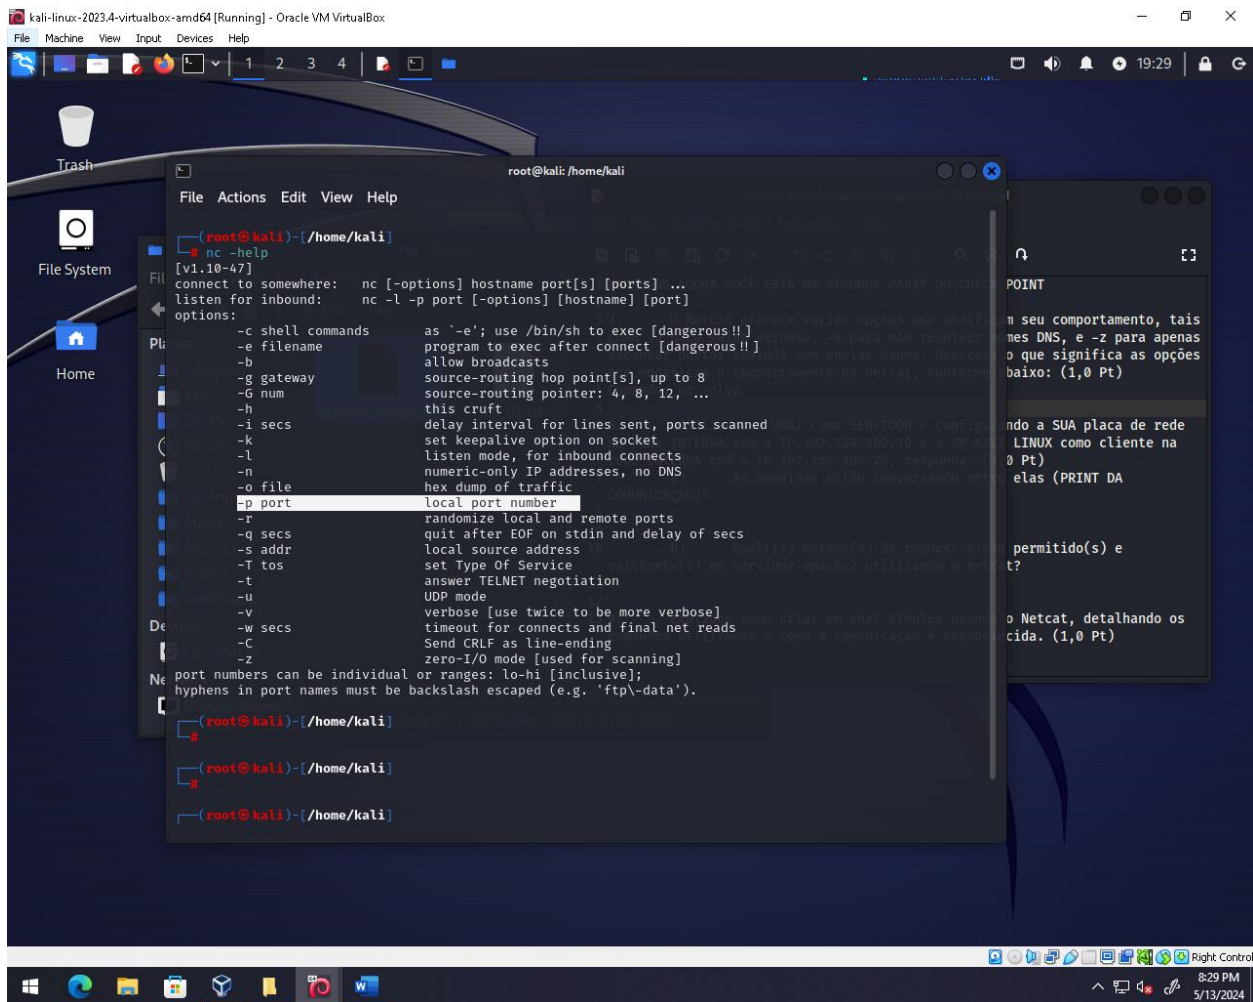 kali-linux-2023.4-virtualbox-amd64 [Running] - Oracle VM VirtualBox
File Machine View Input Devices Help
1 2 3 4 19:29
Trash
File System
Home
root@kali: /home/kali
File Actions Edit View Help
(root㉿kali)-[/home/kali]
# nc -help
[v1.10-47]
connect to somewhere: nc [-options] hostname port[s] [ports] ...
listen for inbound: nc -l -p port [-options] [hostname] [port]
options:
-c shell commands as `-e'; use /bin/sh to exec [dangerous!!]
-e filename program to exec after connect [dangerous!!]
-b allow broadcasts
-g gateway source-routing hop point[s], up to 8
-G num source-routing pointer: 4, 8, 12, ...
-h this cruft
-i secs delay interval for lines sent, ports scanned
-k set keepalive option on socket
-l listen mode, for inbound connects
-n numeric-only IP addresses, no DNS
-o file hex dump of traffic
-p port local port number
-r randomize local and remote ports
-q secs quit after EOF on stdin and delay of secs
-s addr local source address
-T tos set Type Of Service
-t answer TELNET negotiation
-u UDP mode
-v verbose [use twice to be more verbose]
-w secs timeout for connects and final net reads
-C Send CRLF as line-ending
-z zero-I/O mode [used for scanning]
port numbers can be individual or ranges: lo-hi [inclusive];
hyphens in port names must be backslash escaped (e.g. 'ftp\-data').
(root㉿kali)-[/home/kali]
#
(root㉿kali)-[/home/kali]
#
(root㉿kali)-[/home/kali]
Fil
Pla
De
Ne
POINT
m seu comportamento, tais
mes DNS, e -z para apenas
o que significa as opções
baixo: (1,0 Pt)
ndo a SUA placa de rede
LINUX como cliente na
0 Pt)
elas (PRINT DA
permitido(s) e
t?
o Netcat, detalhando os
cida. (1,0 Pt)
Right Control
8:29 PM
5/13/2024